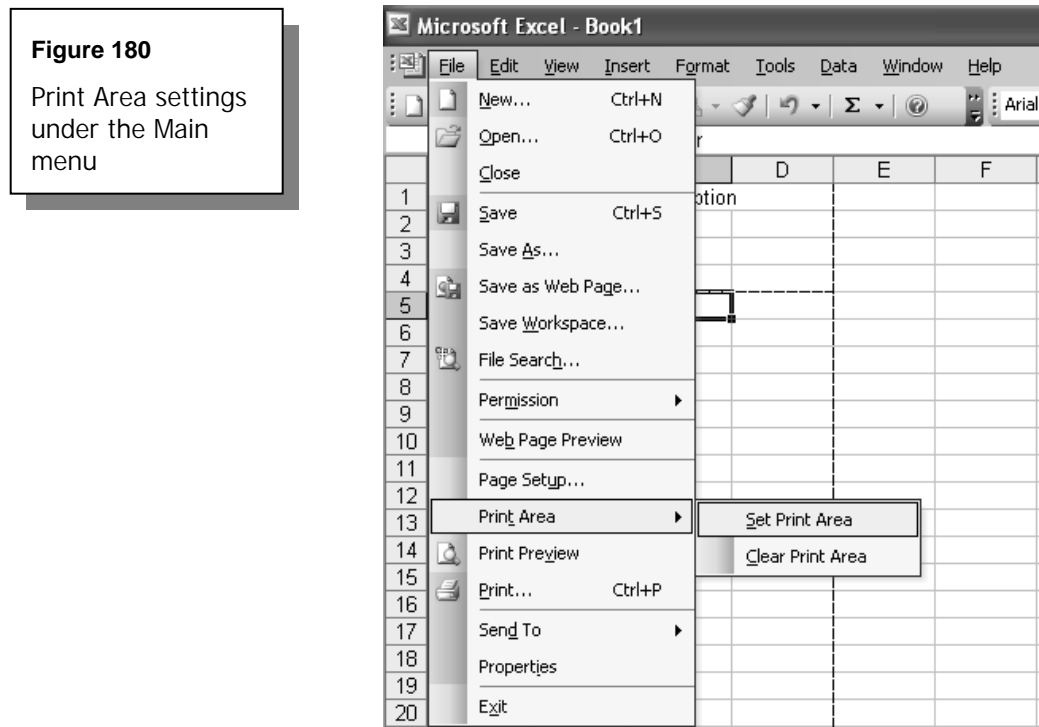 Figure 180
Print Area settings
under the Main
menu
Microsoft Excel - Book1
File Edit View Insert Format Tools Data Window Help
Σ Arial
New... Ctrl+N
Open... Ctrl+O
Close
Save Ctrl+S
Save As...
Save as Web Page...
Save Workspace...
File Search...
Permission
Web Page Preview
Page Setup...
Print Area
Set Print Area
Clear Print Area
Print Preview
Print... Ctrl+P
Send To
Properties
Exit
r
D E F
1 ption
2
3
4
5
6
7
8
9
10
11
12
13
14
15
16
17
18
19
20